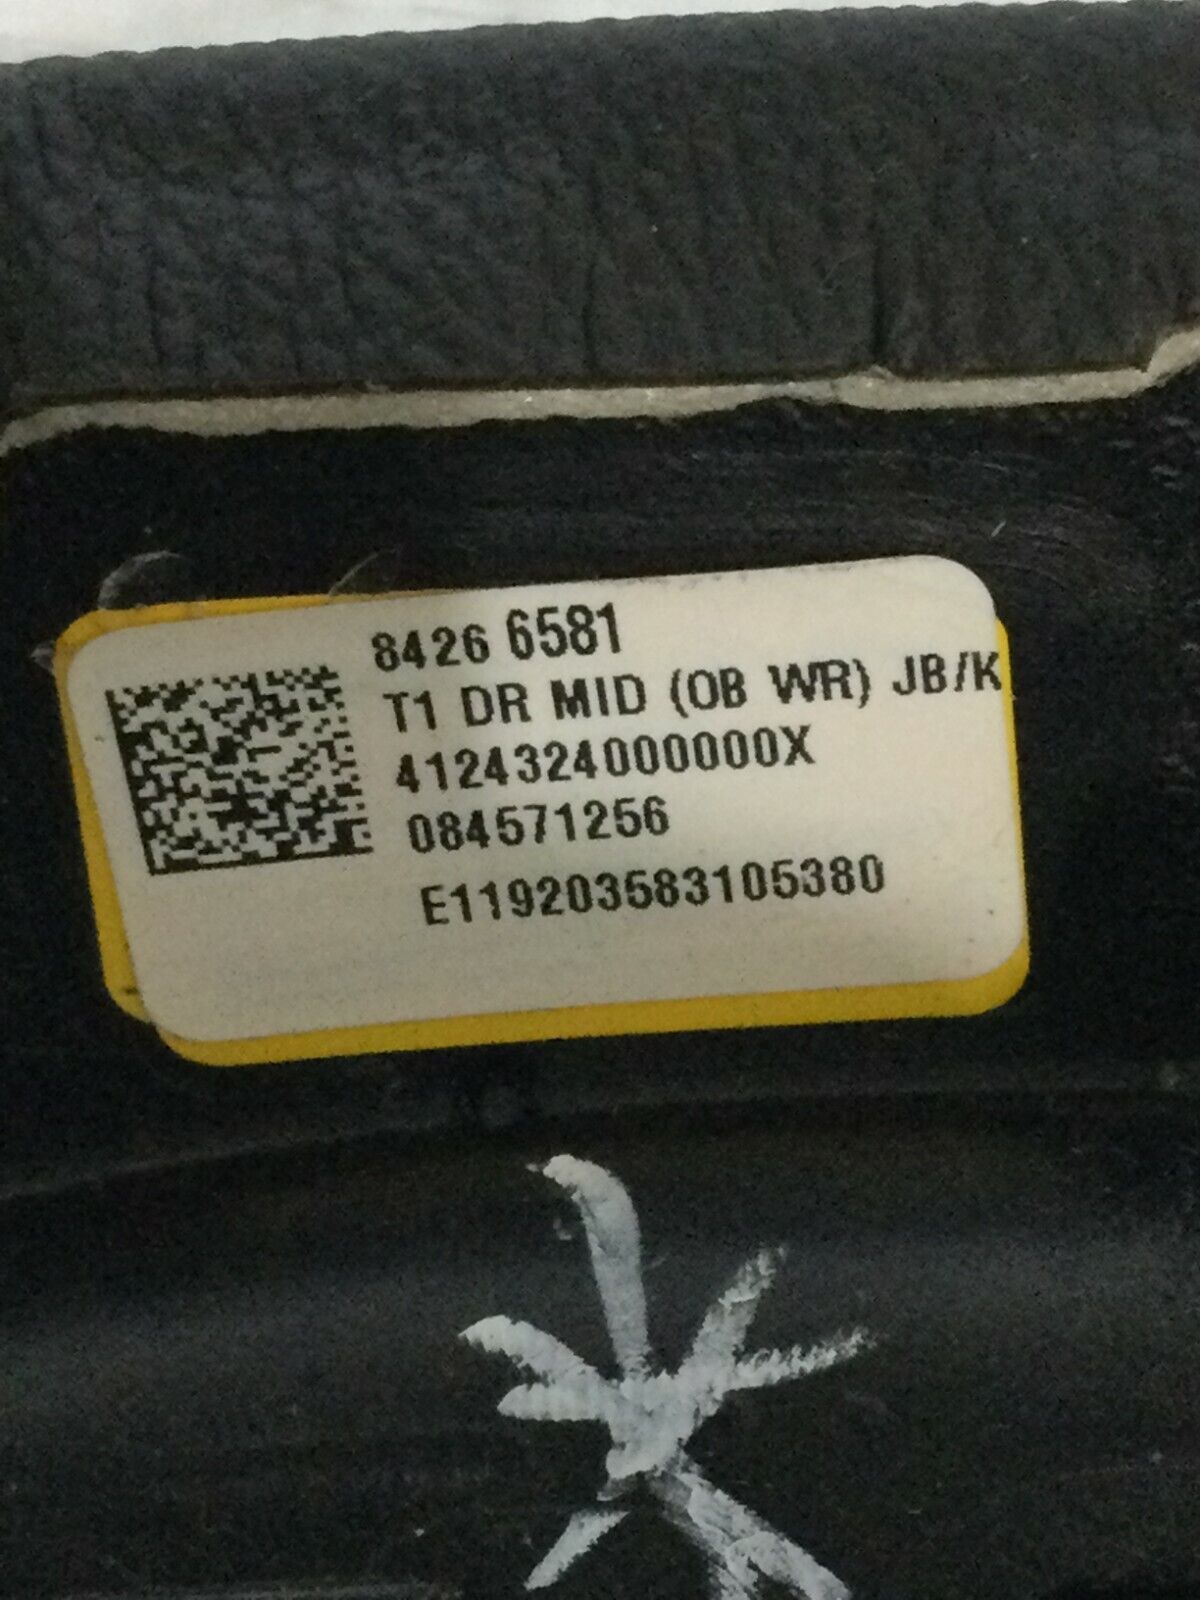 8426 6581
T1 DR MID (OB WR) JB/K
4124324000000X
084571256
E119203583105380